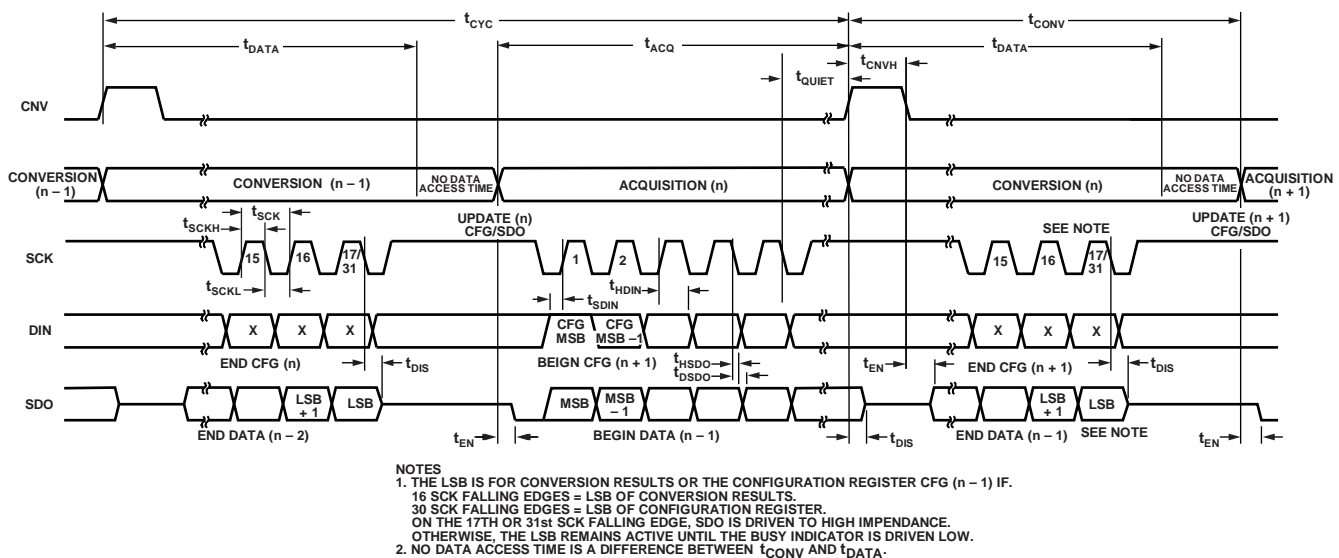 tCYC
tCONV
tDATA
tACQ
tDATA
tCNVH
tQUIET
CNV
CONVERSION
(n – 1)
CONVERSION (n – 1)
NO DATA
ACCESS TIME
ACQUISITION (n)
CONVERSION (n)
NO DATA
ACCESS TIME
ACQUISITION
(n + 1)
UPDATE (n)
CFG/SDO
UPDATE (n + 1)
CFG/SDO
tSCK
tSCKH
SEE NOTE
SCK
15
16
17/
31
1
2
15
16
17/
31
tSCKL
tHDIN
tSDIN
DIN
X
X
X
CFG
MSB
CFG
MSB –1
X
X
X
END CFG (n)
tDIS
BEIGN CFG (n + 1)
tHSDO
tDSDO
tEN
END CFG (n + 1)
tDIS
SDO
LSB
+ 1
LSB
MSB
MSB
–1
LSB
+ 1
LSB
END DATA (n – 2)
tEN
BEGIN DATA (n – 1)
tDIS
END DATA (n – 1)
SEE NOTE
tEN
NOTES
1. THE LSB IS FOR CONVERSION RESULTS OR THE CONFIGURATION REGISTER CFG (n – 1) IF.
16 SCK FALLING EDGES = LSB OF CONVERSION RESULTS.
30 SCK FALLING EDGES = LSB OF CONFIGURATION REGISTER.
ON THE 17TH OR 31st SCK FALLING EDGE, SDO IS DRIVEN TO HIGH IMPENDANCE.
OTHERWISE, THE LSB REMAINS ACTIVE UNTIL THE BUSY INDICATOR IS DRIVEN LOW.
2. NO DATA ACCESS TIME IS A DIFFERENCE BETWEEN tCONV AND tDATA.